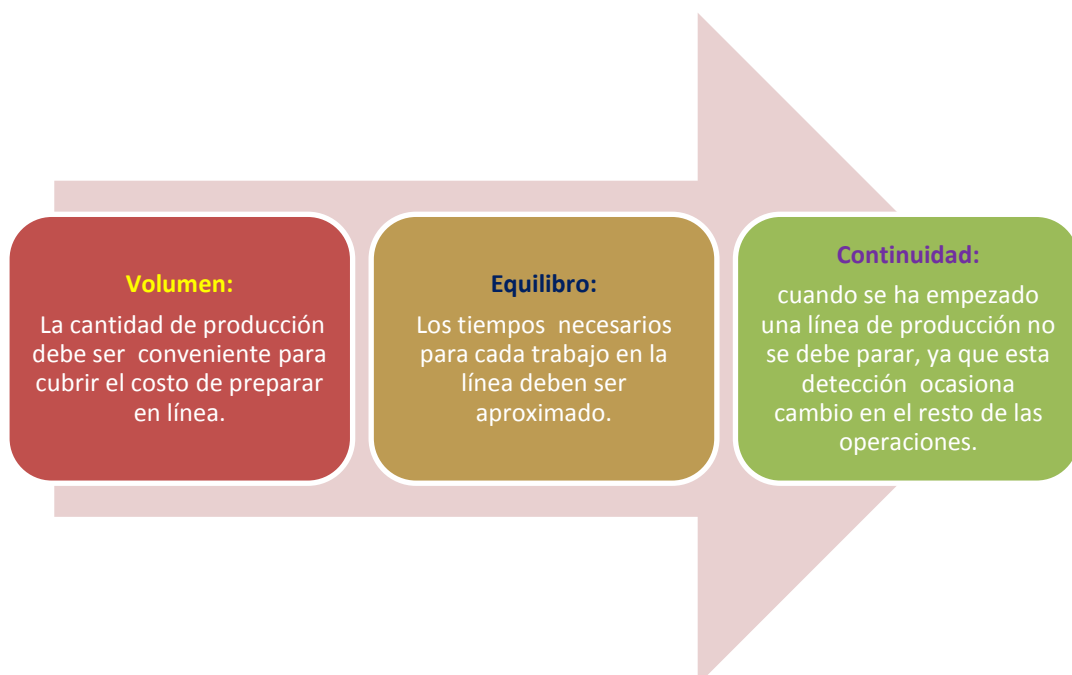 Volumen:
La cantidad de producción
debe ser conveniente para
cubrir el costo de preparar
en línea.
Equilibro:
Los tiempos necesarios
para cada trabajo en la
línea deben ser
aproximado.
Continuidad:
cuando se ha empezado
una línea de producción no
se debe parar, ya que esta
detección ocasiona
cambio en el resto de las
operaciones.